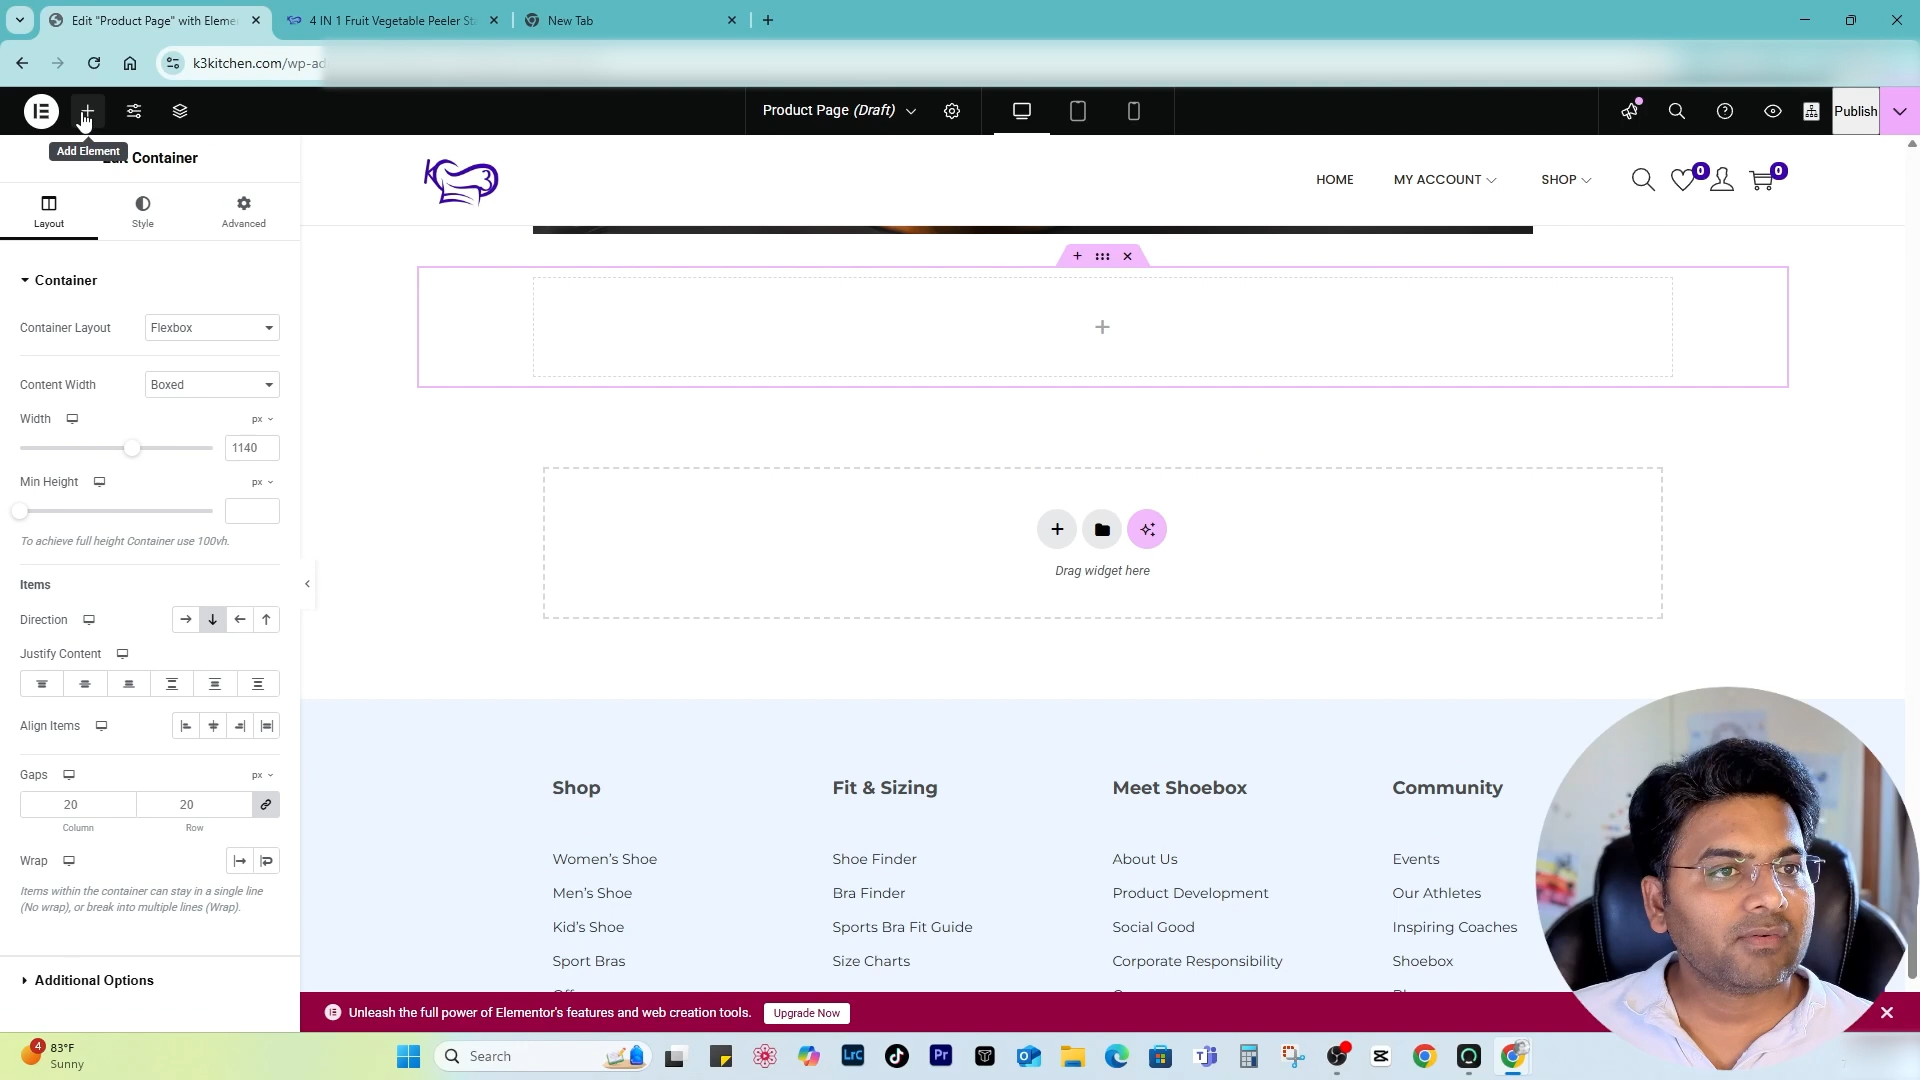 Edit "Product Page" with Eleme
4 IN 1 Fruit Vegetable Peeler Sta
New Tab
k3kitchen.com/wp-ad
Product Page (Draft)
Publish
Add Element
Edit Container
Layout
Style
Advanced
Container
Container Layout
Flexbox
Content Width
Boxed
Width
px
1140
Min Height
px
To achieve full height Container use 100vh.
Items
Direction
Justify Content
Align Items
Gaps
px
20
20
Column
Row
Wrap
Items within the container can stay in a single line
(No wrap), or break into multiple lines (Wrap).
Additional Options
K3
HOME
MY ACCOUNT
SHOP
0
0
Drag widget here
Shop
Fit & Sizing
Meet Shoebox
Community
Women's Shoe
Shoe Finder
About Us
Events
Men's Shoe
Bra Finder
Product Development
Our Athletes
Kid's Shoe
Sports Bra Fit Guide
Social Good
Inspiring Coaches
Sport Bras
Size Charts
Corporate Responsibility
Shoebox
Unleash the full power of Elementor's features and web creation tools.
Upgrade Now
4
83°F
Sunny
Search
LrC
Pr